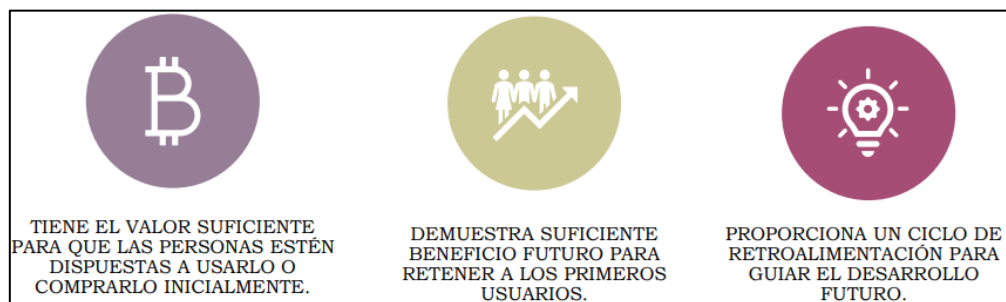 TIENE EL VALOR SUFICIENTE
PARA QUE LAS PERSONAS ESTÉN
DISPUESTAS A USARLO O
COMPRARLO INICIALMENTE.
DEMUESTRA SUFICIENTE
BENEFICIO FUTURO PARA
RETENER A LOS PRIMEROS
USUARIOS.
PROPORCIONA UN CICLO DE
RETROALIMENTACIÓN PARA
GUIAR EL DESARROLLO
FUTURO.